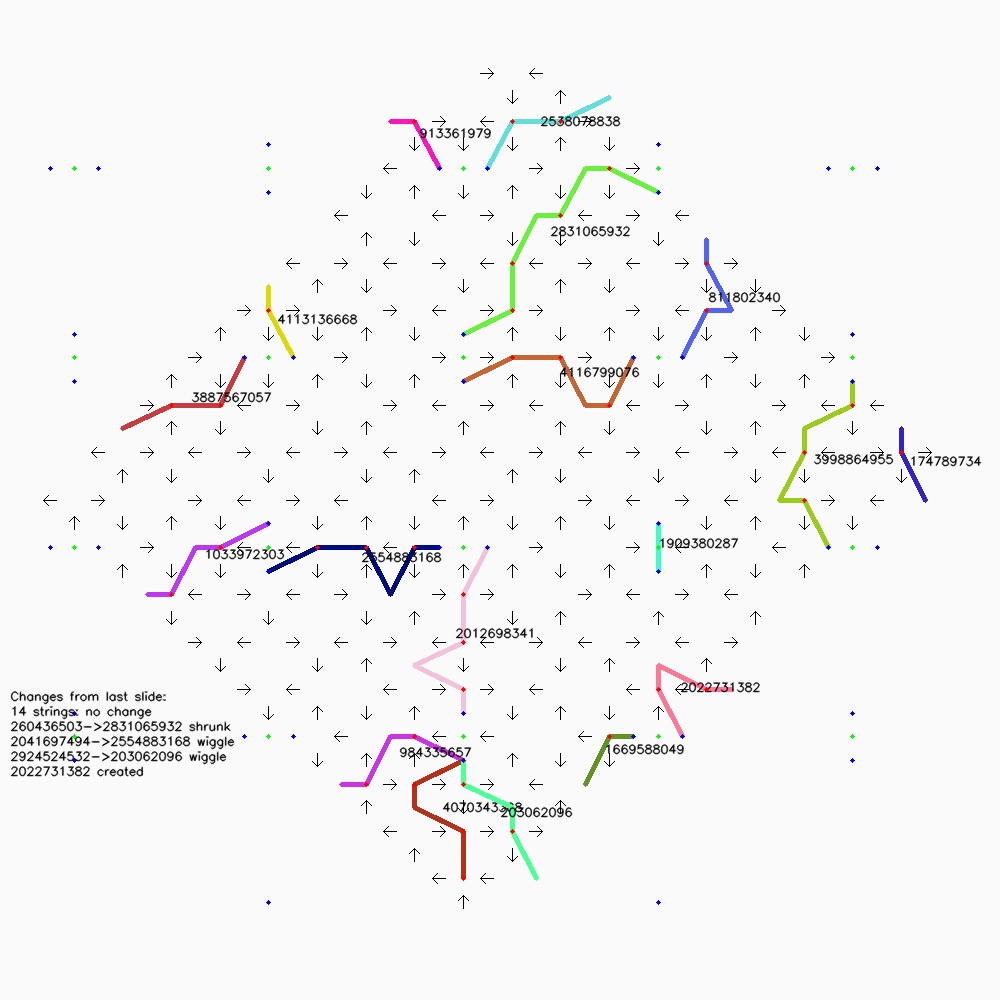 2538078838
913361979
2831065932
811802340
4113136668
4116799076
3887567057
3998864955
174789734
1909380287
1033972303
2554883168
2012698341
2022731382
Changes from last slide:
14 strings: no change
260436503->2831065932 shrunk
2041697494->2554883168 wiggle
2924524532->203062096 wiggle
2022731382 created
1669588049
984335657
203062096